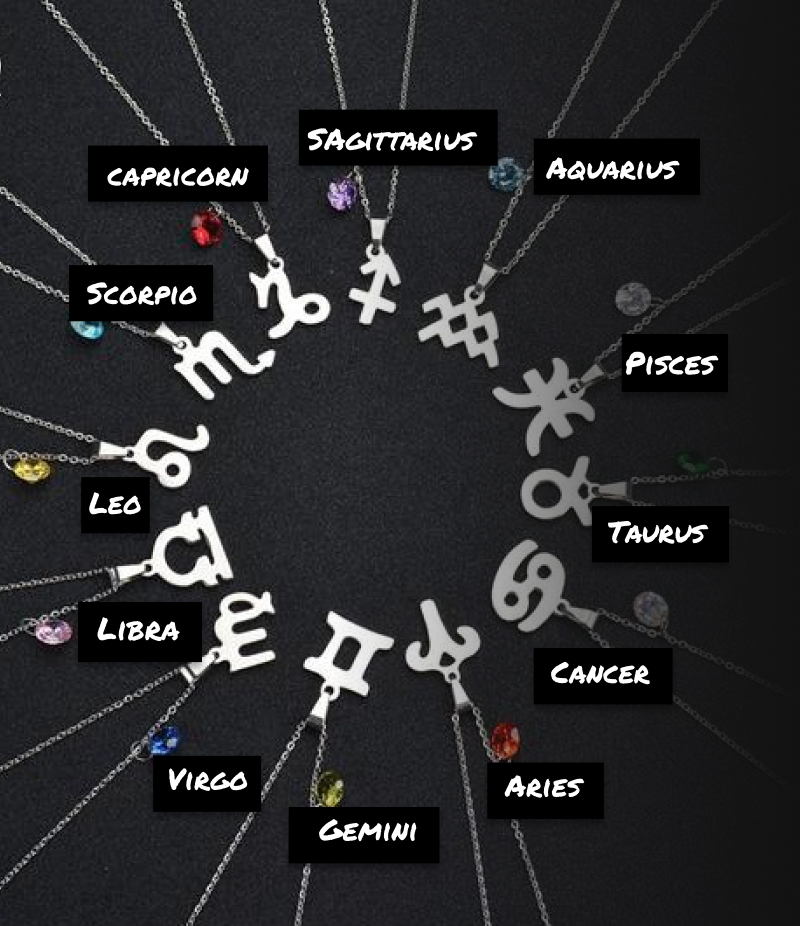 SAGITTARIUS
AQUARIUS
CAPRICORN
SCORPIO
PISCES
LEO
TAURUS
LIBRA
CANCER
VIRGO
ARIES
GEMINI